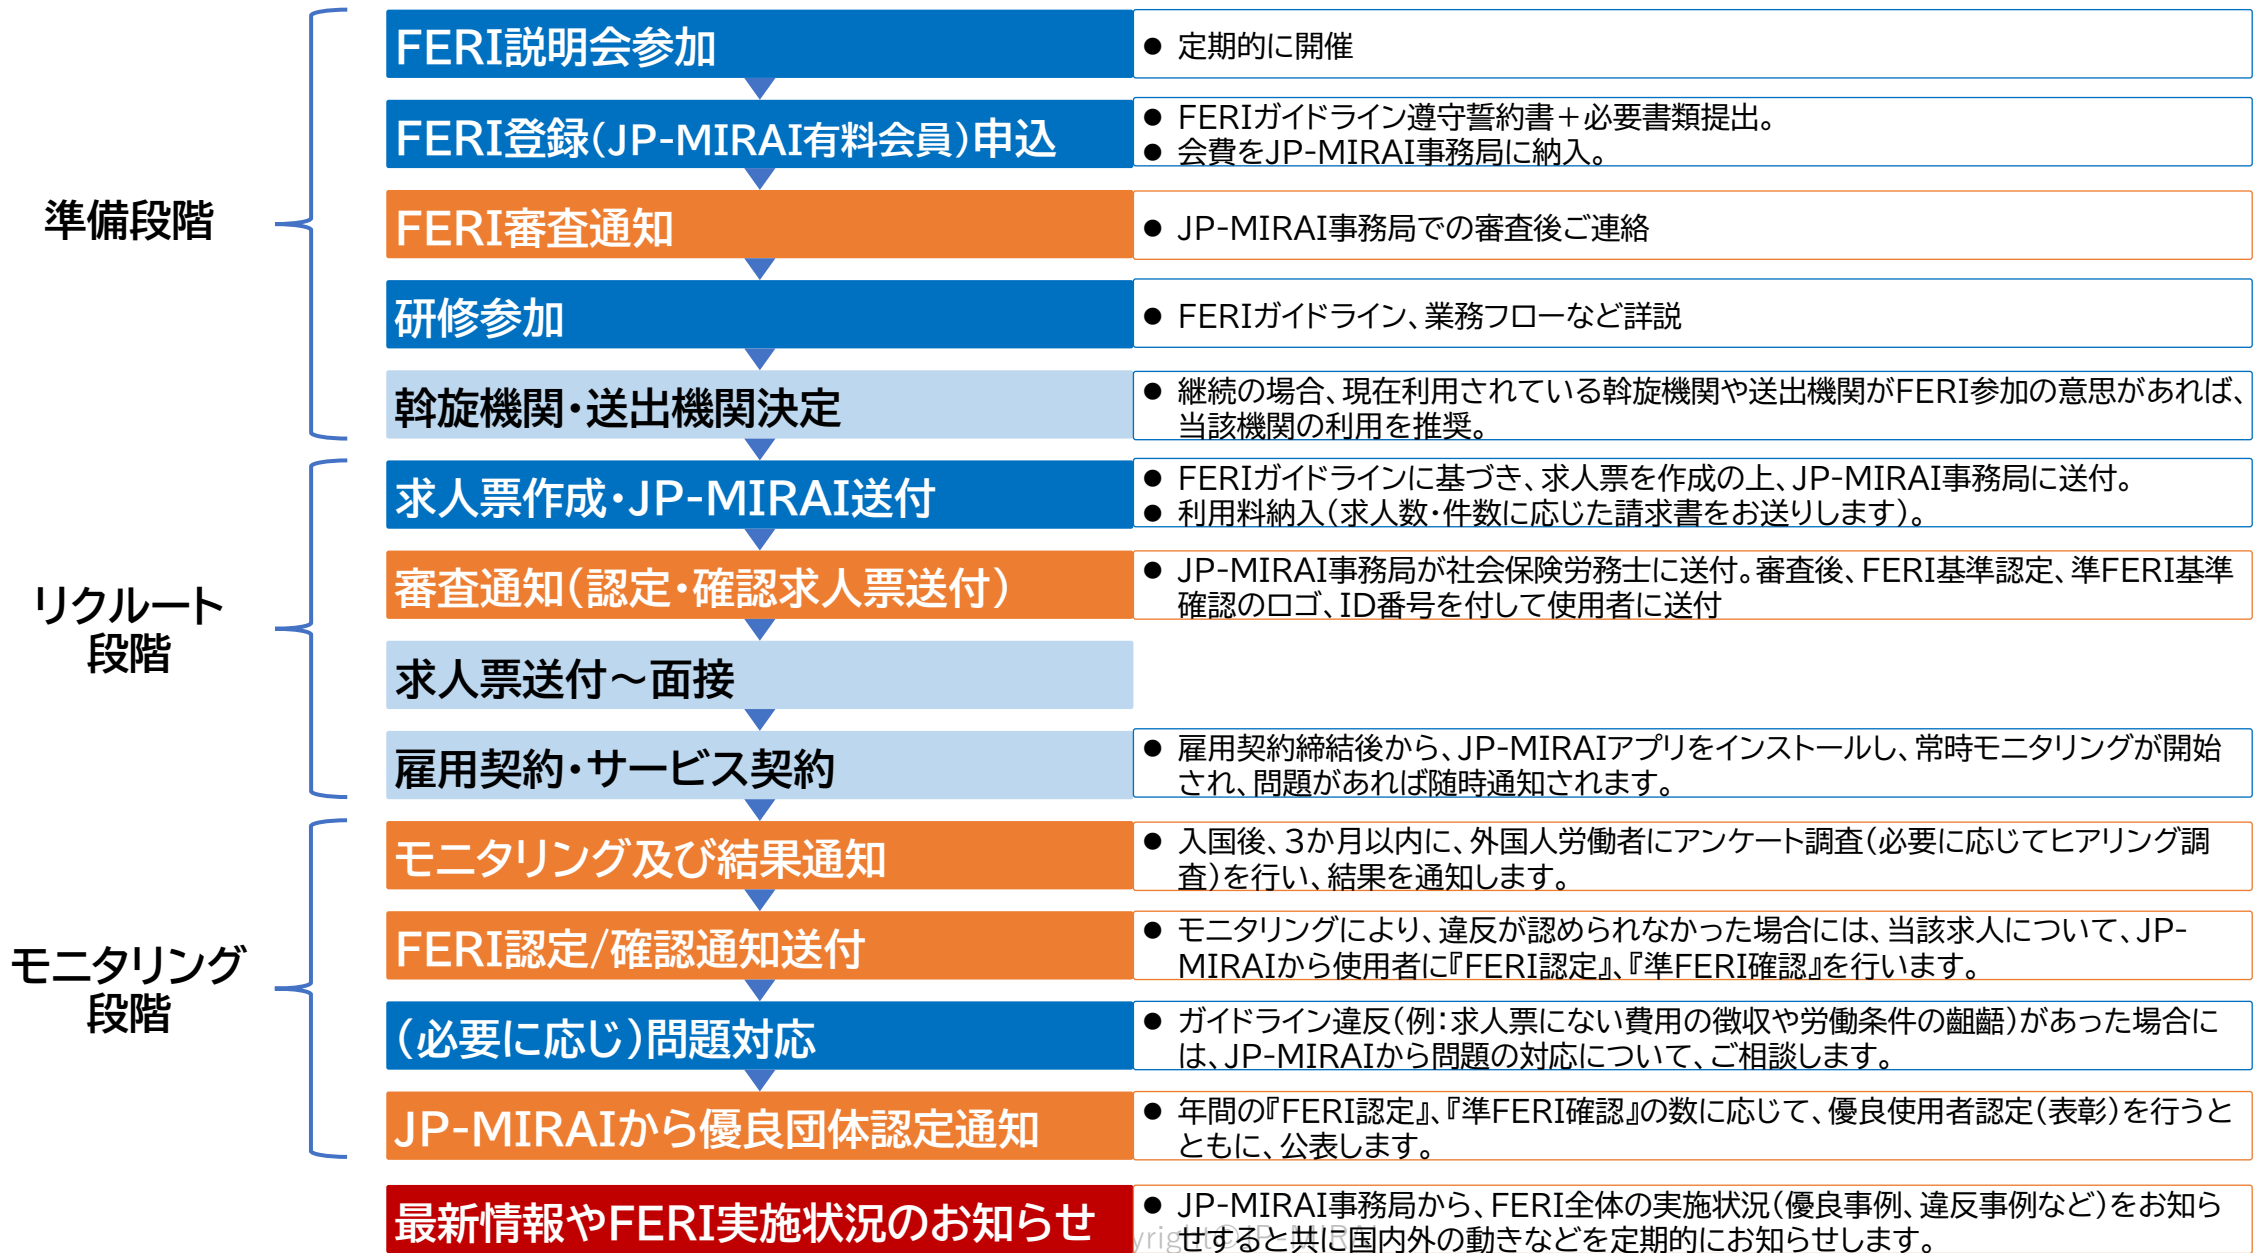 準備段階
FERI説明会参加
● 定期的に開催
FERI登録(JP-MIRAI有料会員)申込
● FERIガイドライン遵守誓約書+必要書類提出。
● 会費をJP-MIRAI事務局に納入。
FERI審査通知
● JP-MIRAI事務局での審査後ご連絡
研修参加
● FERIガイドライン、業務フローなど詳説
斡旋機関・送出機関決定
● 継続の場合、現在利用されている斡旋機関や送出機関がFERI参加の意思があれば、
当該機関の利用を推奨。
リクルート
段階
求人票作成・JP-MIRAI送付
● FERIガイドラインに基づき、求人票を作成の上、JP-MIRAI事務局に送付。
● 利用料納入(求人数・件数に応じた請求書をお送りします)。
審査通知(認定・確認求人票送付)
● JP-MIRAI事務局が社会保険労務士に送付。審査後、FERI基準認定、準FERI基準
確認のロゴ、ID番号を付して使用者に送付
求人票送付～面接
雇用契約・サービス契約
● 雇用契約締結後から、JP-MIRAIアプリをインストールし、常時モニタリングが開始
され、問題があれば随時通知されます。
モニタリング
段階
モニタリング及び結果通知
● 入国後、3か月以内に、外国人労働者にアンケート調査(必要に応じてヒアリング調
査)を行い、結果を通知します。
FERI認定/確認通知送付
● モニタリングにより、違反が認められなかった場合には、当該求人について、JP-
MIRAIから使用者に『FERI認定』、『準FERI確認』を行います。
(必要に応じ)問題対応
● ガイドライン違反(例:求人票にない費用の徴収や労働条件の齟齬)があった場合に
は、JP-MIRAIから問題の対応について、ご相談します。
JP-MIRAIから優良団体認定通知
● 年間の『FERI認定』、『準FERI確認』の数に応じて、優良使用者認定(表彰)を行うと
ともに、公表します。
最新情報やFERI実施状況のお知らせ
● JP-MIRAI事務局から、FERI全体の実施状況(優良事例、違反事例など)をお知ら
せすると共に国内外の動きなどを定期的にお知らせします。